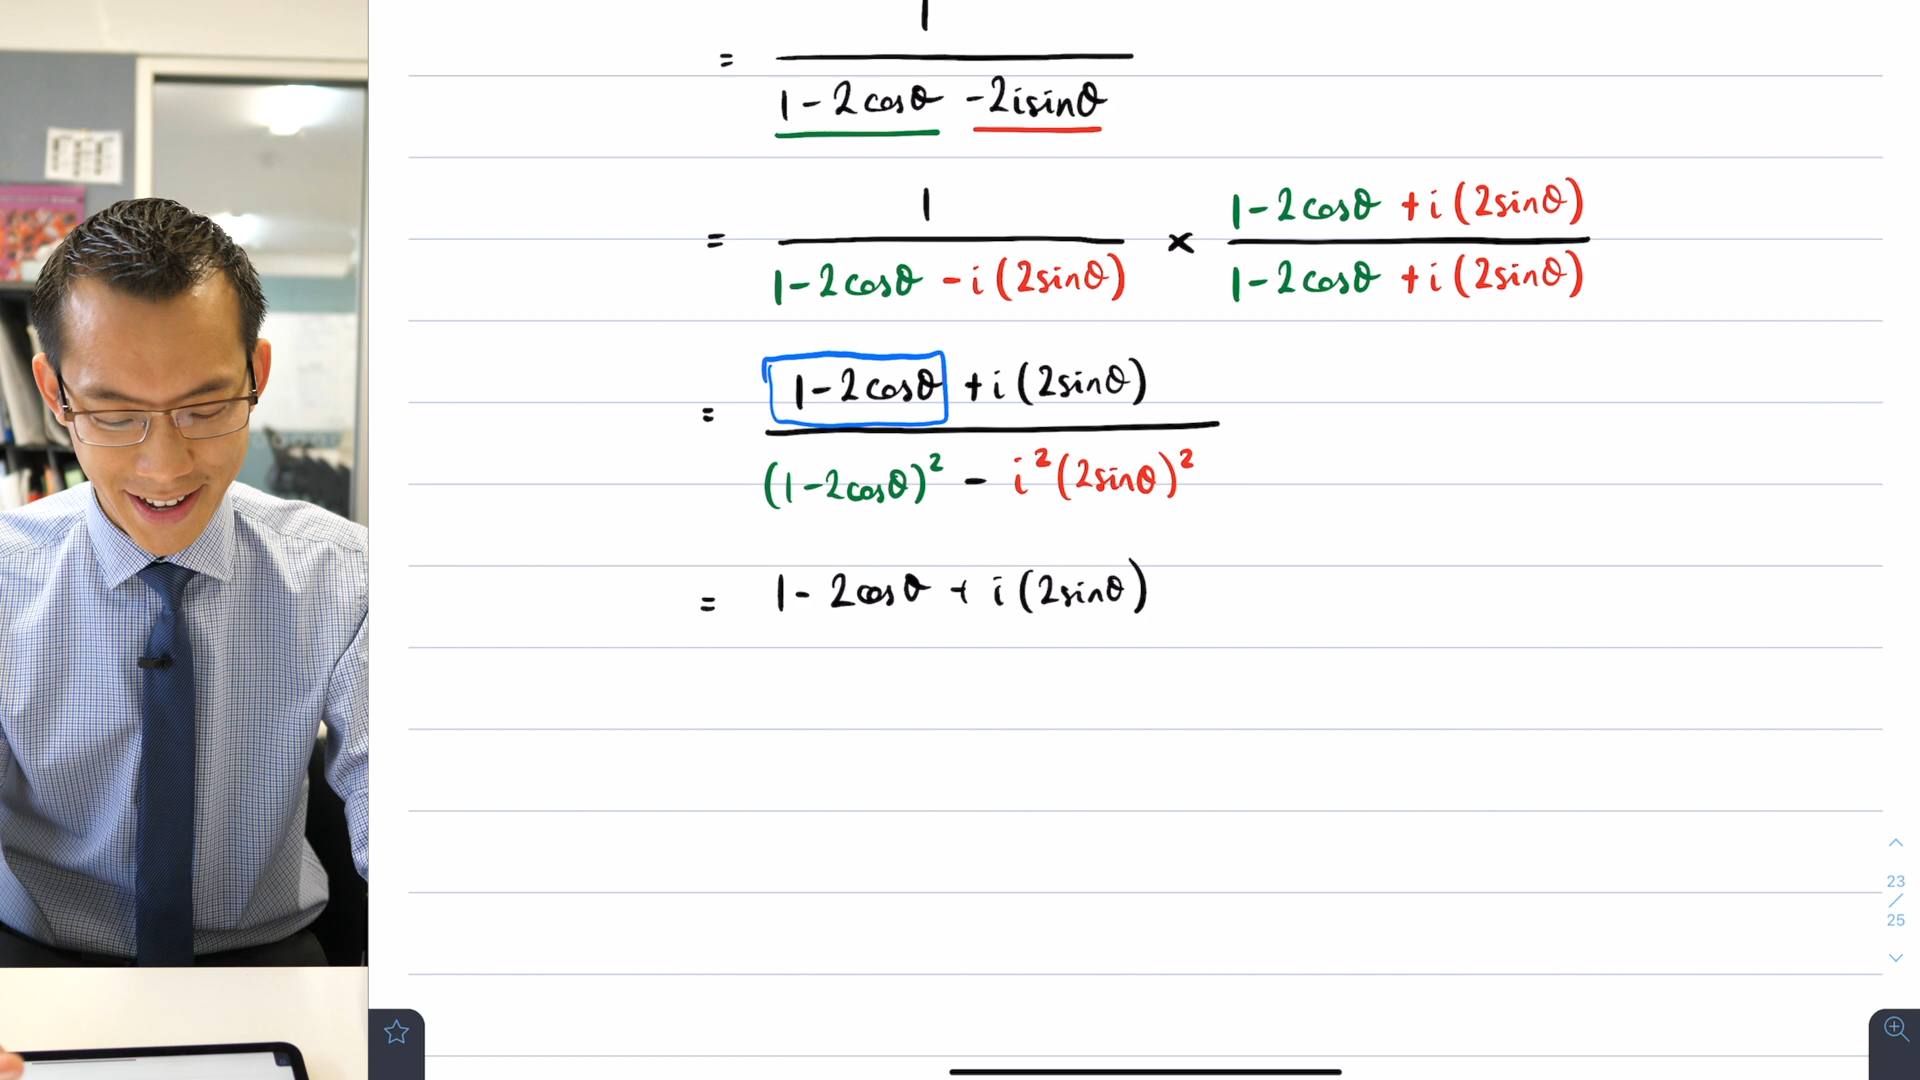 1
=
1 - 2cosθ - 2isinθ
1 1-2cosθ + i (2sinθ)
= ×
1-2cosθ - i (2sinθ) 1-2cosθ + i (2sinθ)
1-2cosθ + i (2sinθ)
=
(1-2cosθ)² - i²(2sinθ)²
= 1 - 2cosθ + i (2sinθ)
23
/
25